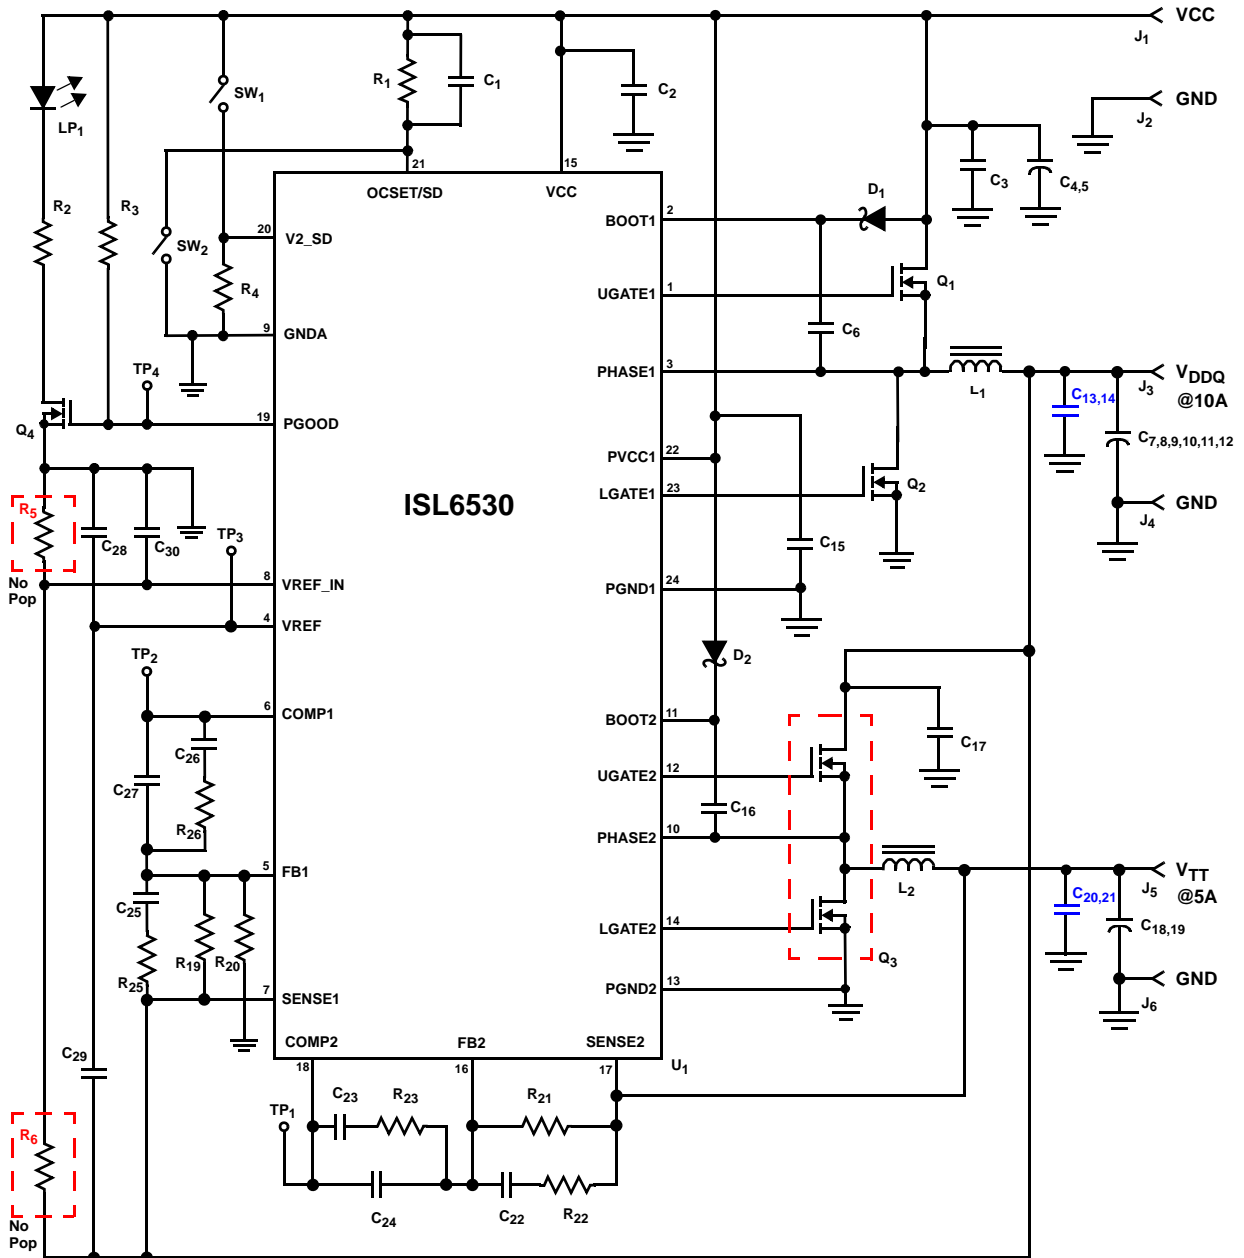 VCC
J1
GND
J2
LP1
SW1
R1
C1
C2
21
15
OCSET/SD
VCC
C3
C4,5
D1
2
BOOT1
R2
R3
SW2
20
V2_SD
R4
Q1
1
UGATE1
9
GNDA
C6
TP4
3
PHASE1
L1
J3
VDDQ
@10A
C13,14
C7,8,9,10,11,12
Q4
19
PGOOD
PVCC1
22
LGATE1
23
Q2
ISL6530
GND
J4
R5
No
Pop
C28
C30
TP3
C15
8
VREF_IN
PGND1
24
4
VREF
TP2
D2
6
COMP1
BOOT2
11
C26
C27
R26
C17
UGATE2
12
C16
PHASE2
10
5
FB1
L2
J5
VTT
@5A
C20,21
C18,19
C25
R25
R19
R20
LGATE2
14
Q3
7
SENSE1
PGND2
13
GND
J6
COMP2
FB2
SENSE2
18
16
17
U1
C29
TP1
C23
R23
R21
C24
C22
R22
R6
No
Pop